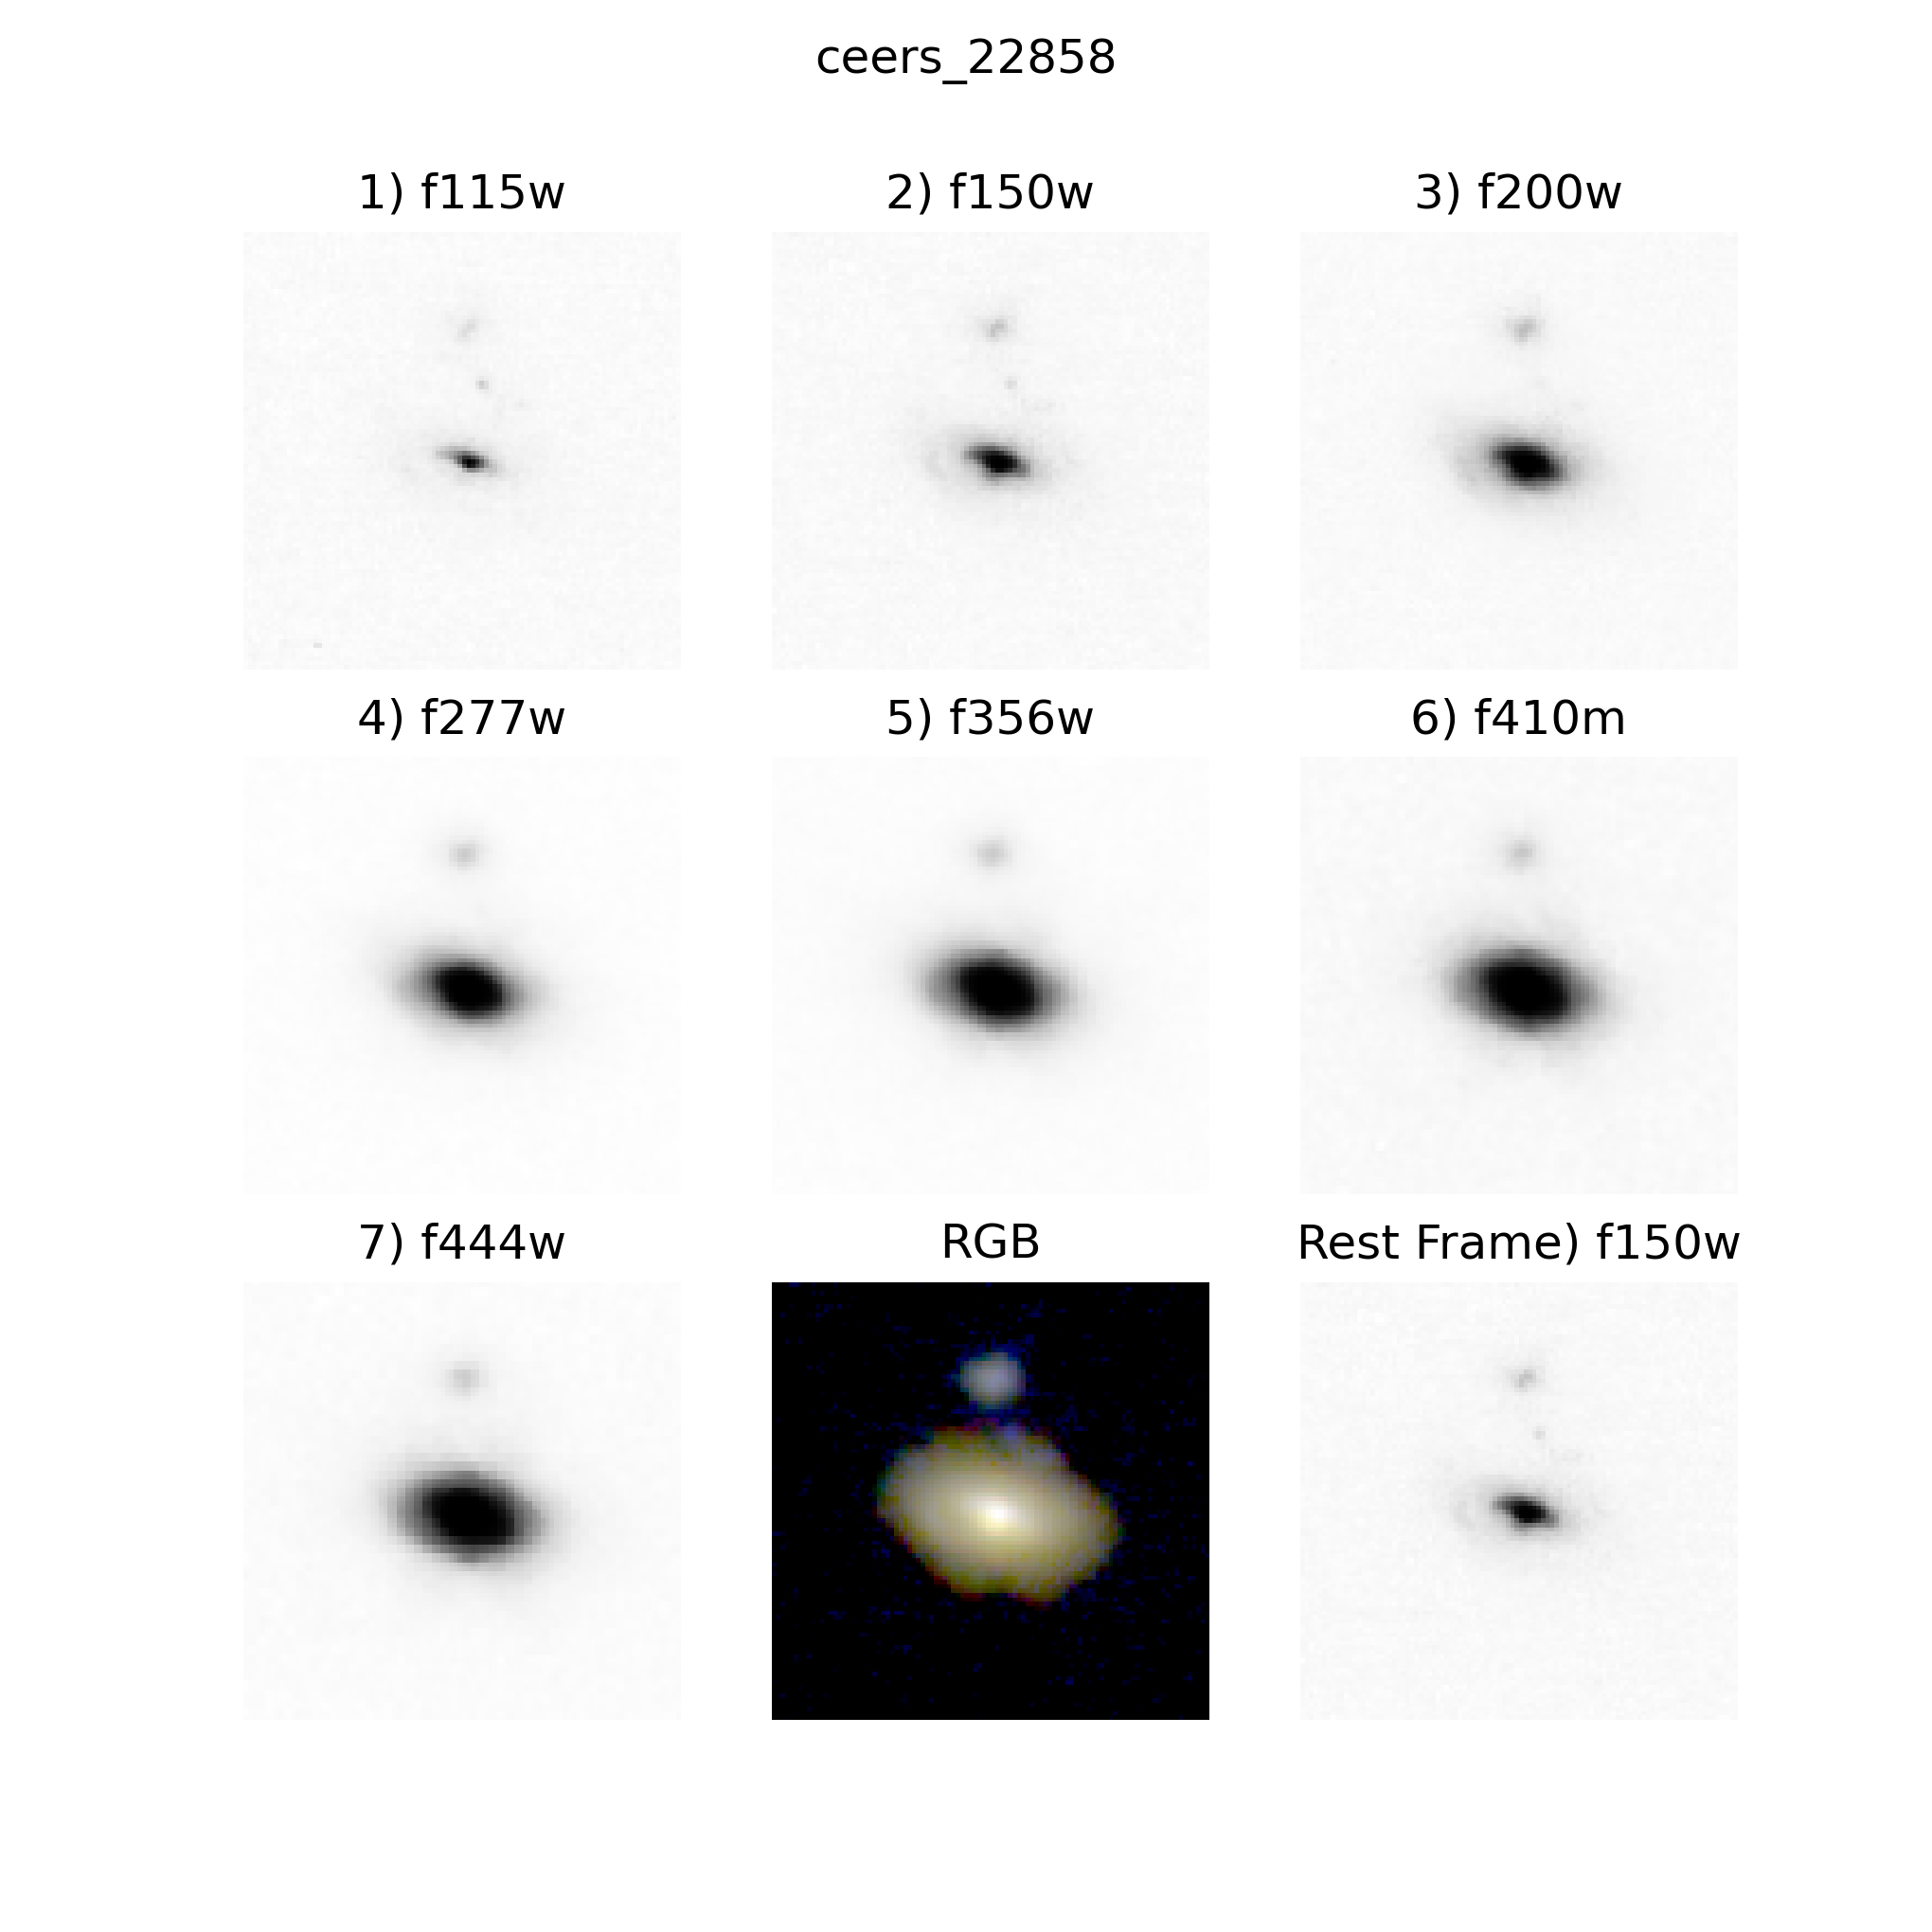 ceers_22858
1) f115w
2) f150w
3) f200w
4) f277w
5) f356w
6) f410m
7) f444w
RGB
Rest Frame) f150w